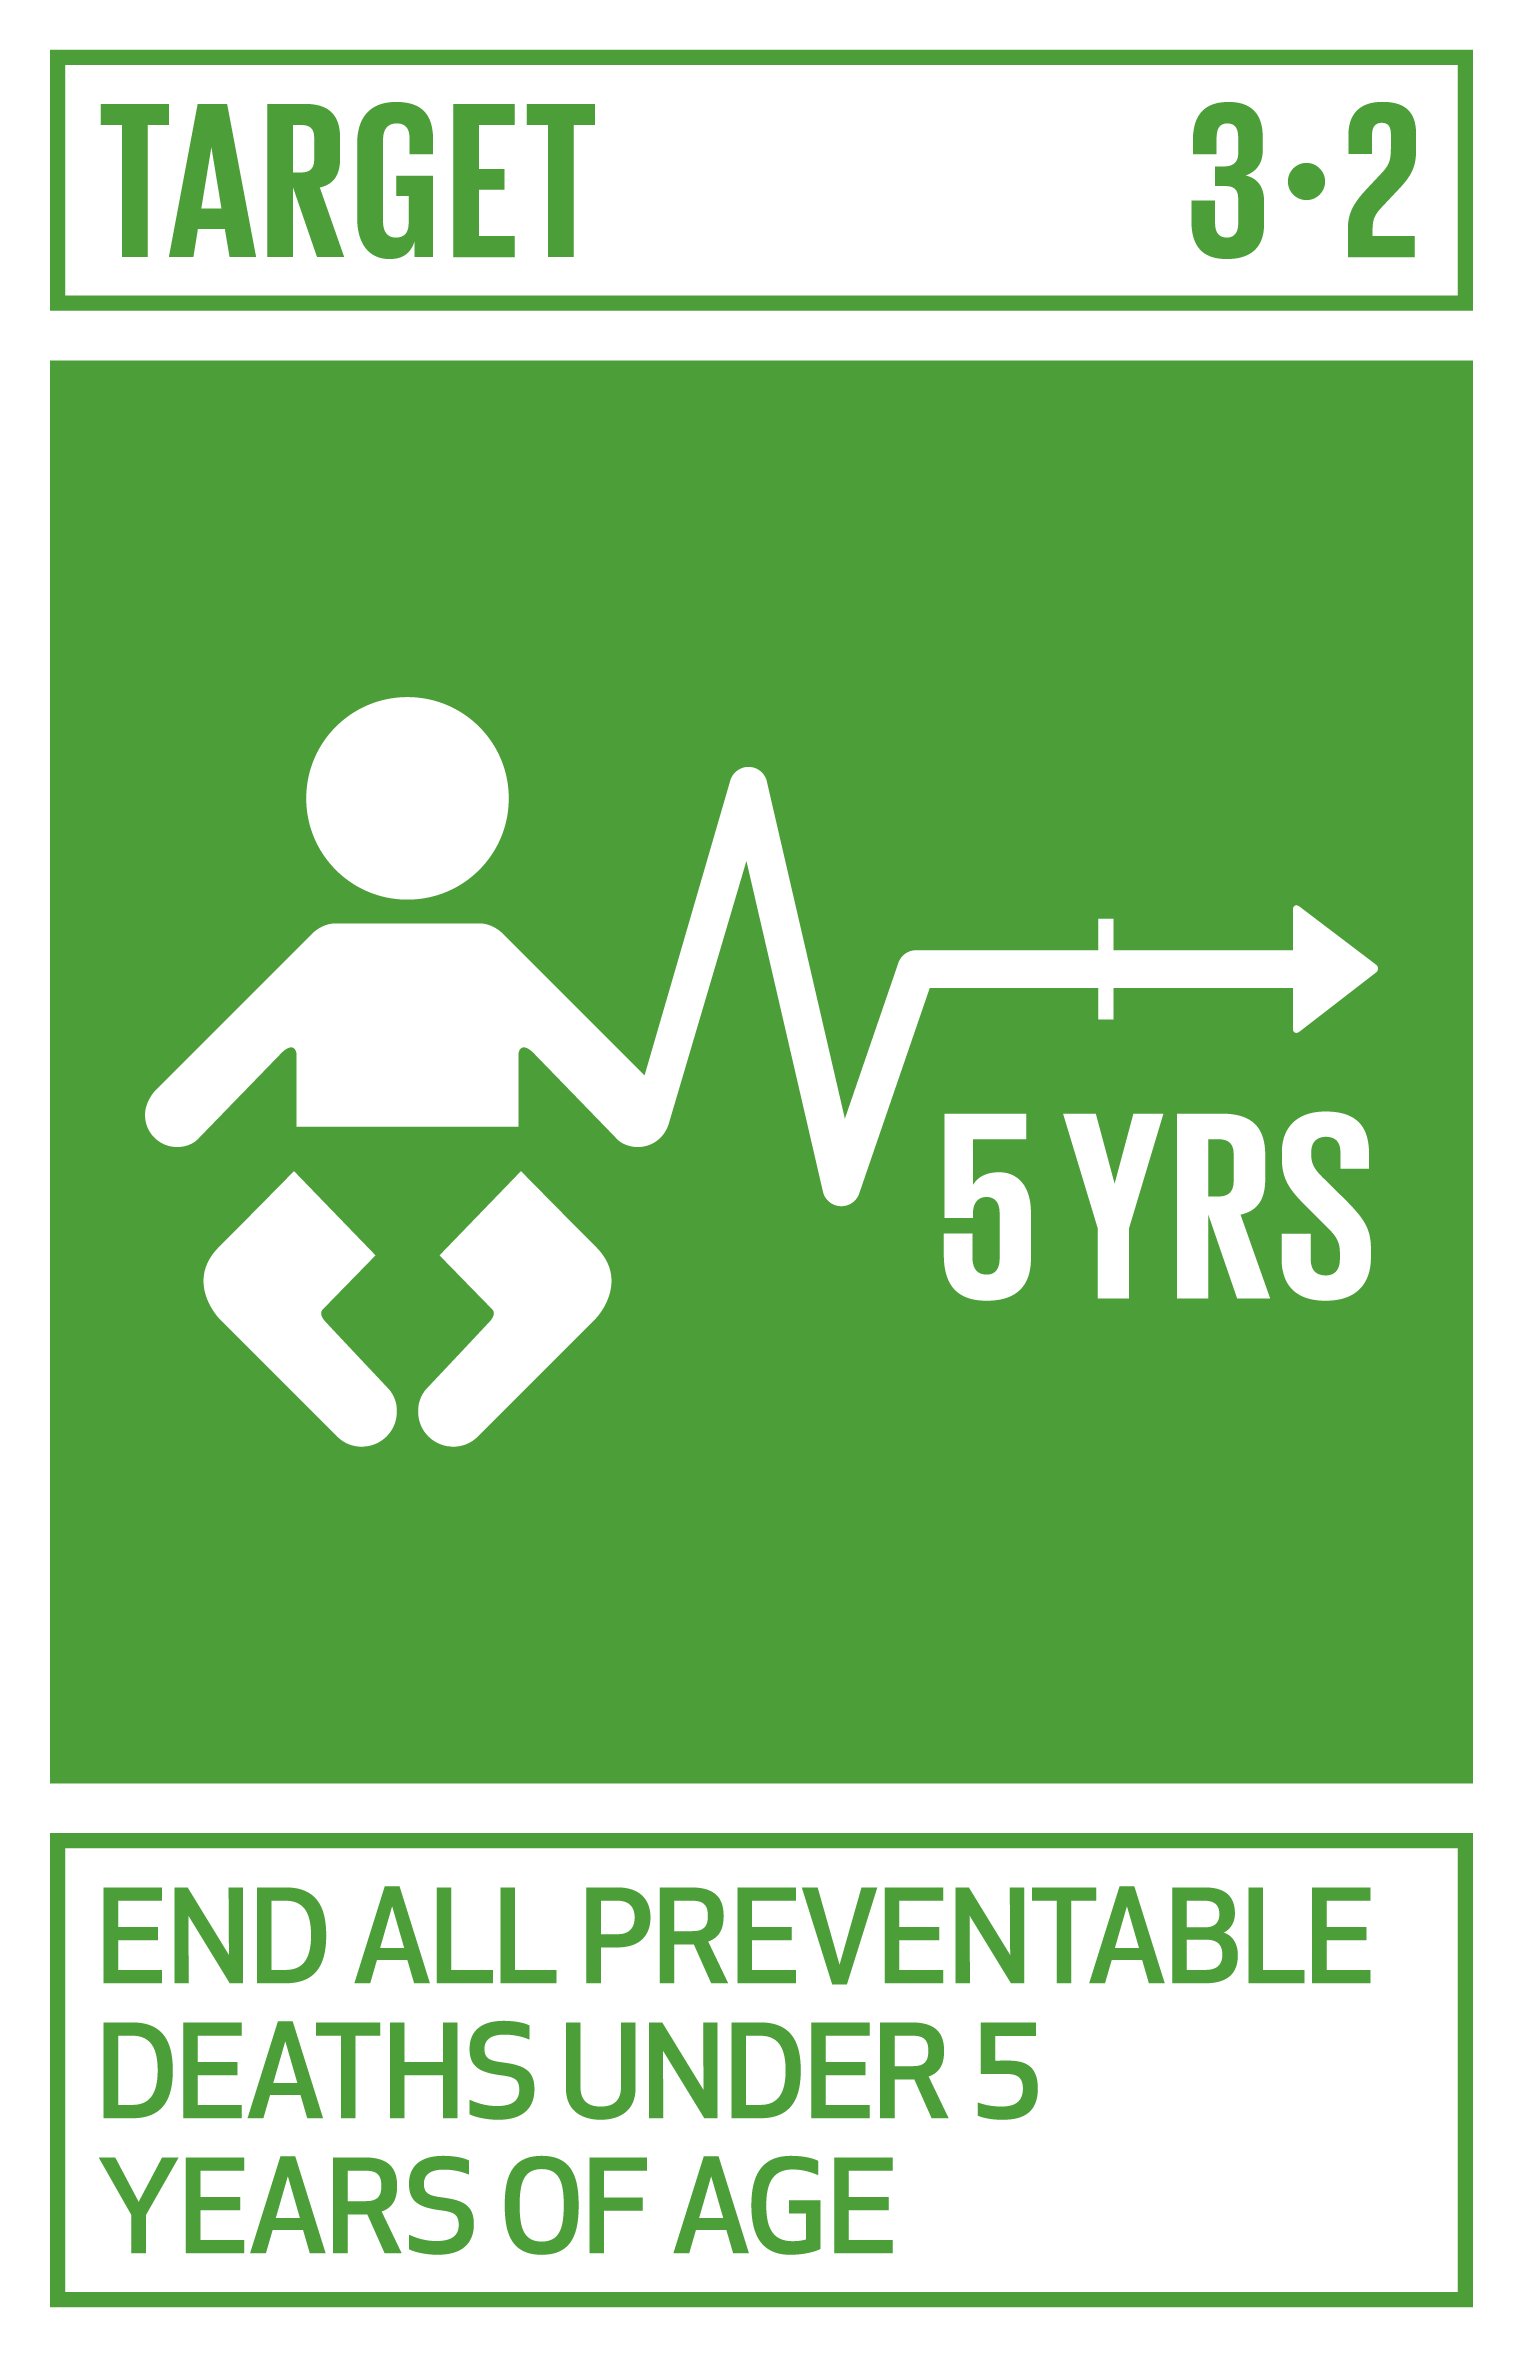 TARGET 3·2
5 YRS
END ALL PREVENTABLE
DEATHS UNDER 5
YEARS OF AGE